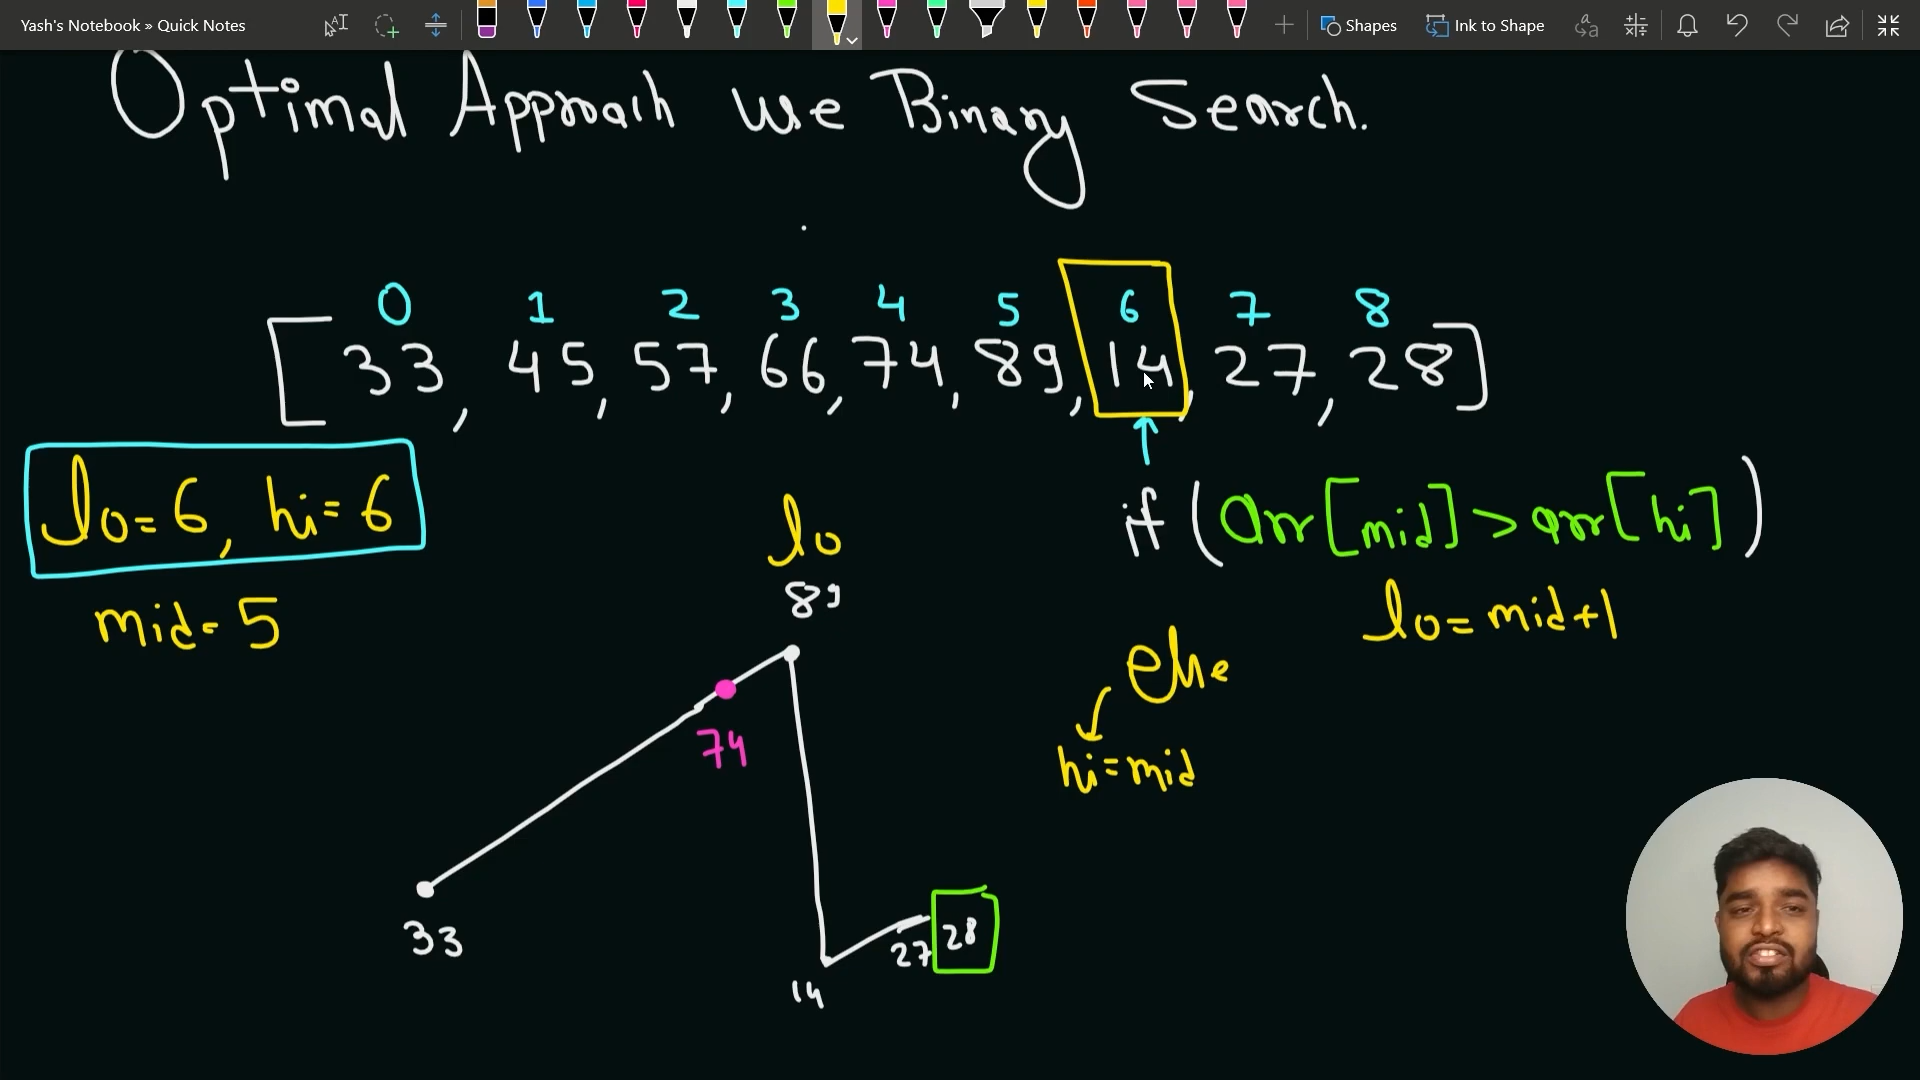 Yash's Notebook » Quick Notes
Shapes
Ink to Shape
Optimal Approach use Binary Search.
0 1 2 3 4 5 6 7 8
[33, 45, 57, 66, 74, 89, 14, 27, 28]
lo=6, hi=6
mid=5
if (arr[mid]>arr[hi])
lo=mid+1
else
hi=mid
lo
89
74
33
14
27
28